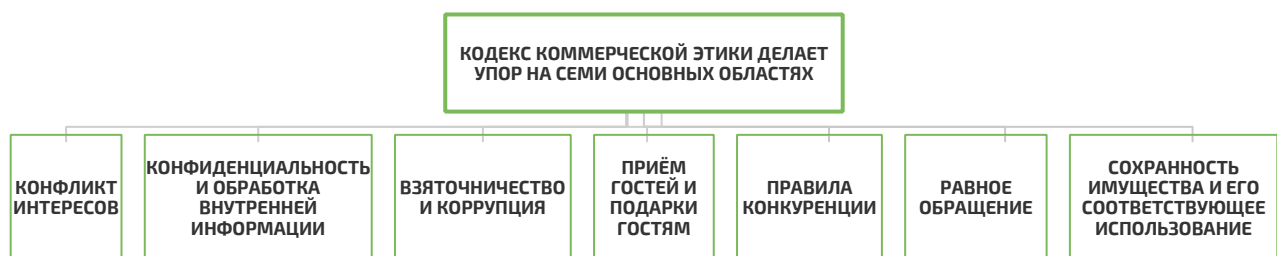 КОДЕКС КОММЕРЧЕСКОЙ ЭТИКИ ДЕЛАЕТ
УПОР НА СЕМИ ОСНОВНЫХ ОБЛАСТЯХ
КОНФЛИКТ
ИНТЕРЕСОВ
КОНФИДЕНЦИАЛЬНОСТЬ
И ОБРАБОТКА
ВНУТРЕННЕЙ
ИНФОРМАЦИИ
ВЗЯТОЧНИЧЕСТВО
И КОРРУПЦИЯ
ПРИЁМ
ГОСТЕЙ И
ПОДАРКИ
ГОСТЯМ
ПРАВИЛА
КОНКУРЕНЦИИ
РАВНОЕ
ОБРАЩЕНИЕ
СОХРАННОСТЬ
ИМУЩЕСТВА И ЕГО
СООТВЕТСТВУЮЩЕЕ
ИСПОЛЬЗОВАНИЕ